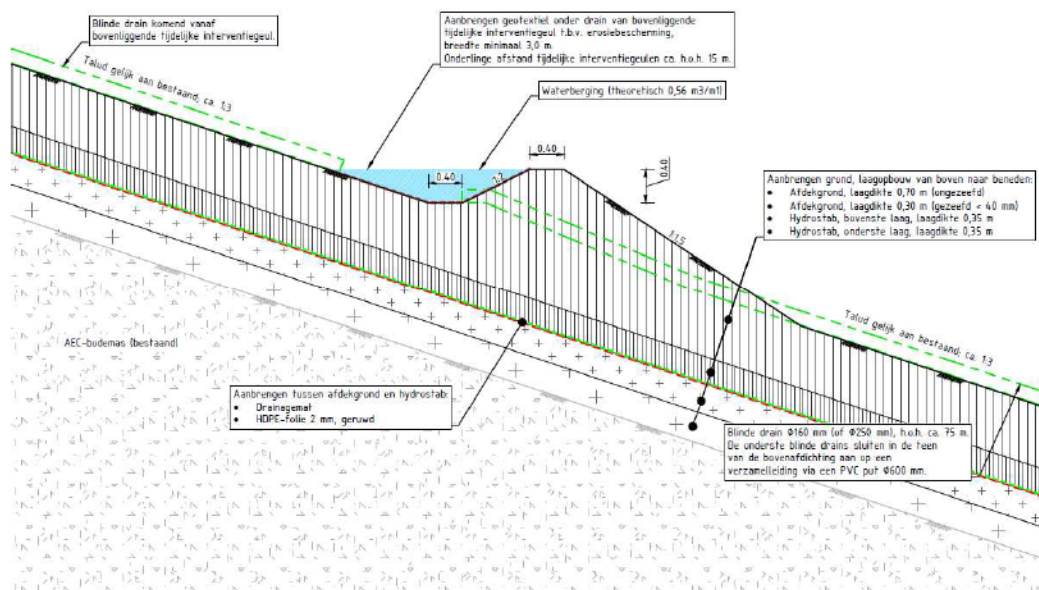 Blinde drain komend vanaf
bovenliggende tijdelijke interventiegeul.
Talud gelijk aan bestaand; ca. 1:3
Aanbrengen geotextiel onder drain van bovenliggende
tijdelijke interventiegeul t.b.v. erosiebescherming,
breedte minimaal 3,0 m.
Onderlinge afstand tijdelijke interventiegeulen ca. h.o.h. 15 m.
Waterberging (theoretisch 0,56 m3/m1)
0.40
0.40
0.40
1:1,5
Aanbrengen grond, laagopbouw van boven naar beneden:
• Afdekgrond, laagdikte 0,70 m (ongezeefd)
• Afdekgrond, laagdikte 0,30 m (gezeefd < 40 mm)
• Hydrostab, bovenste laag, laagdikte 0,35 m
• Hydrostab, onderste laag, laagdikte 0,35 m
Talud gelijk aan bestaand; ca. 1:3
AEC-bodemas (bestaand)
Aanbrengen tussen afdekgrond en hydrostab:
• Drainagemat
• HDPE-folie 2 mm, geruwd
Blinde drain Φ160 mm (of Φ250 mm), h.o.h. ca. 75 m.
De onderste blinde drains sluiten in de teen
van de bovenafdichting aan op een
verzamelleiding via een PVC put Φ600 mm.